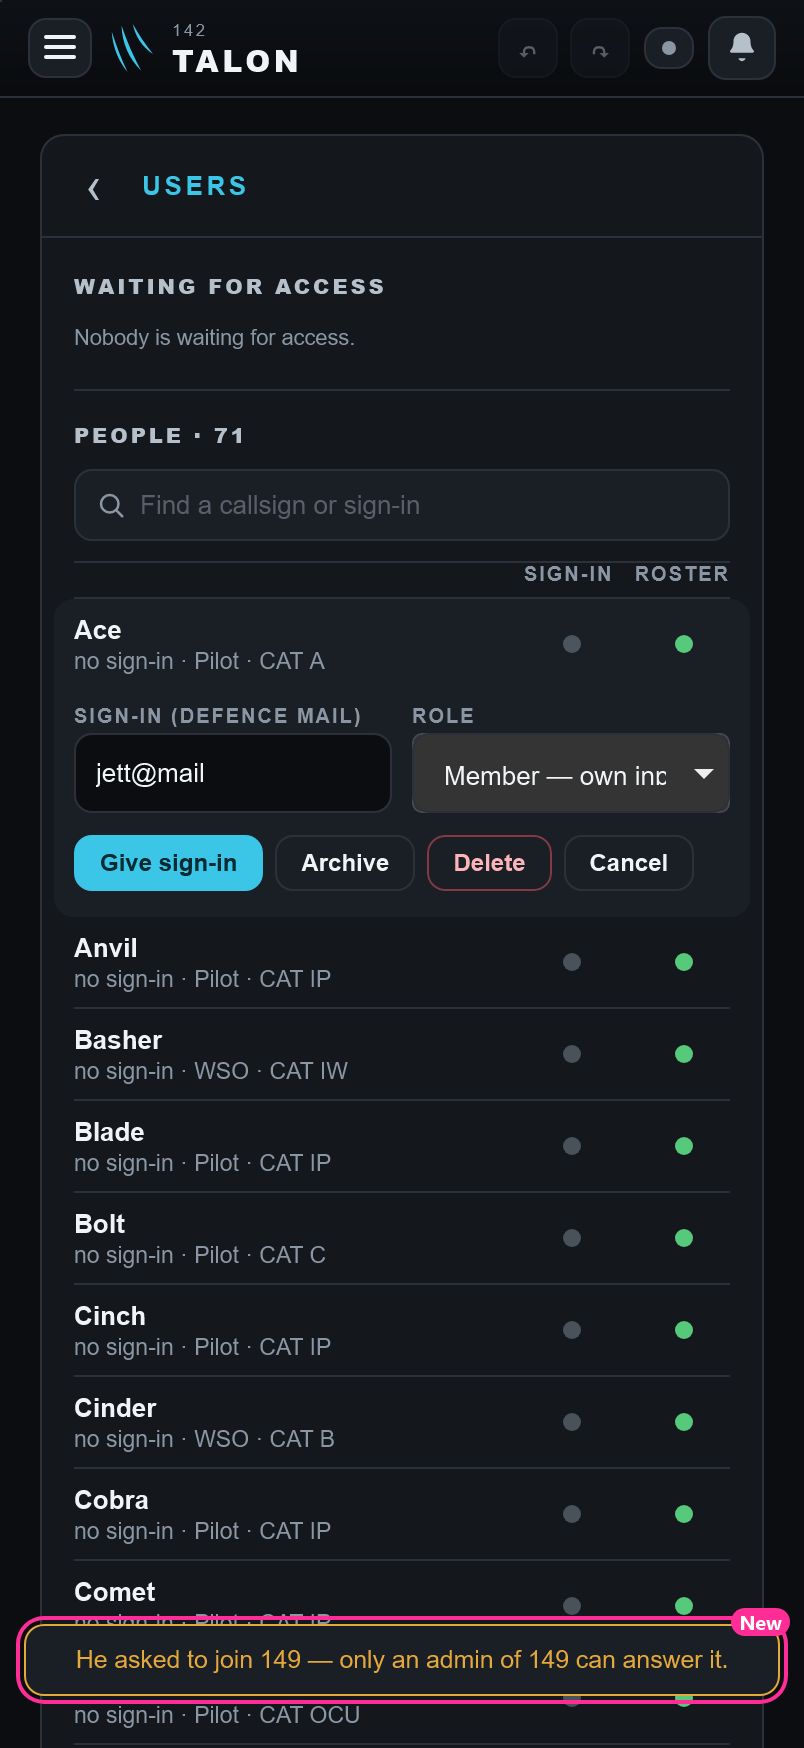 142
TALON
USERS
WAITING FOR ACCESS
Nobody is waiting for access.
PEOPLE · 71
Find a callsign or sign-in
SIGN-IN ROSTER
Ace
no sign-in · Pilot · CAT A
SIGN-IN (DEFENCE MAIL) ROLE
jett@mail
Member — own inp
Give sign-in Archive Delete Cancel
Anvil
no sign-in · Pilot · CAT IP
Basher
no sign-in · WSO · CAT IW
Blade
no sign-in · Pilot · CAT IP
Bolt
no sign-in · Pilot · CAT C
Cinch
no sign-in · Pilot · CAT IP
Cinder
no sign-in · WSO · CAT B
Cobra
no sign-in · Pilot · CAT IP
Comet
New
He asked to join 149 — only an admin of 149 can answer it.
no sign-in · Pilot · CAT OCU